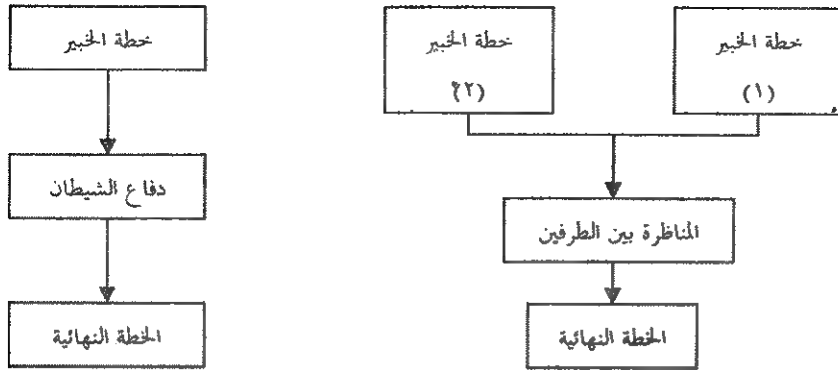 خطة الخبير
(١)
خطة الخبير
(٢)
المناظرة بين الطرفين
الخطة النهائية
خطة الخبير
دفاع الشيطان
الخطة النهائية